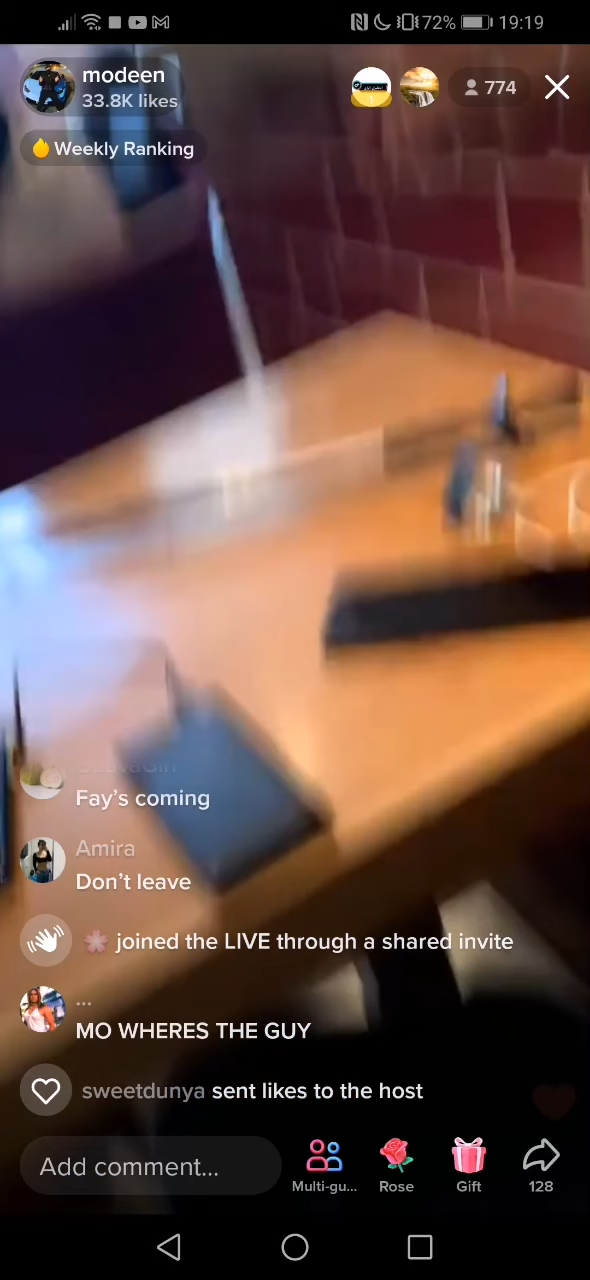 72%
19:19
modeen
33.8K likes
774
Weekly Ranking
Fay’s coming
Amira
Don’t leave
joined the LIVE through a shared invite
...
MO WHERES THE GUY
sweetdunya sent likes to the host
Add comment...
Multi-gu...
Rose
Gift
128